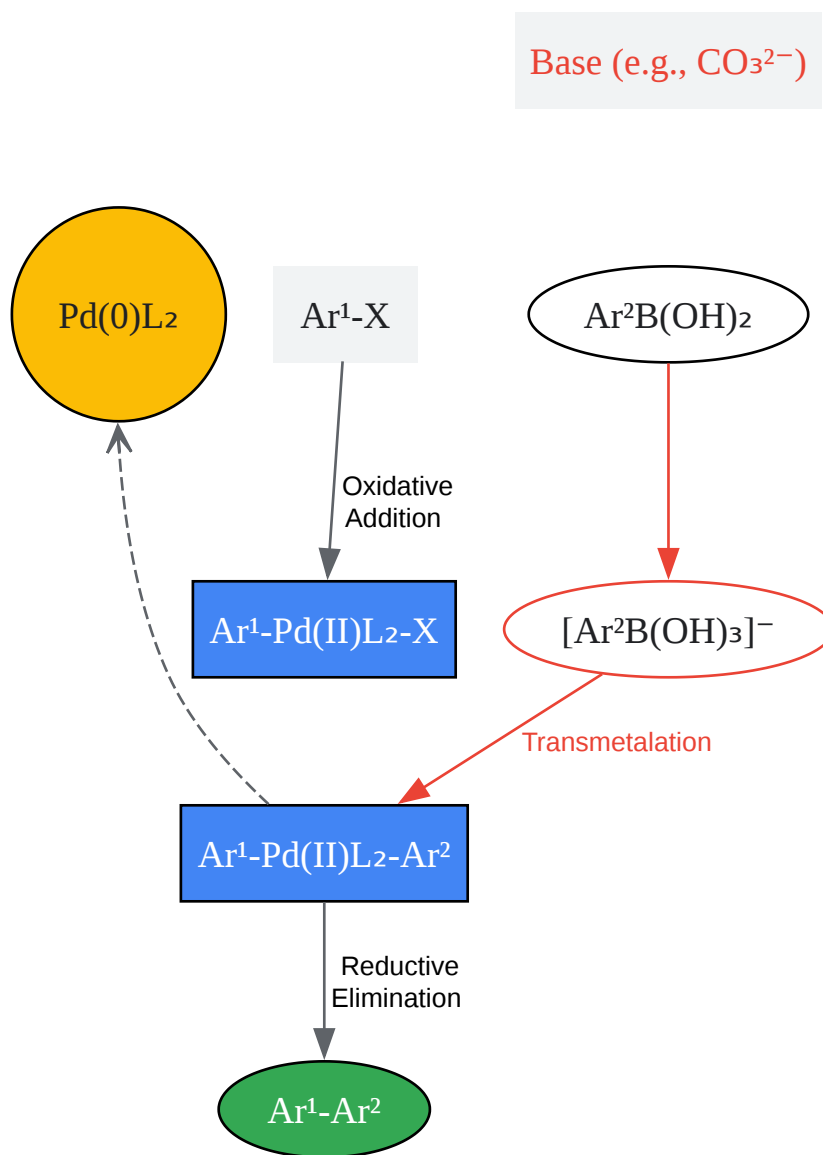 Base (e.g., CO₃²⁻)
Pd(0)L₂
Ar¹-X
Ar²B(OH)₂
Oxidative
Addition
Ar¹-Pd(II)L₂-X
[Ar²B(OH)₃]⁻
Transmetalation
Ar¹-Pd(II)L₂-Ar²
Reductive
Elimination
Ar¹-Ar²